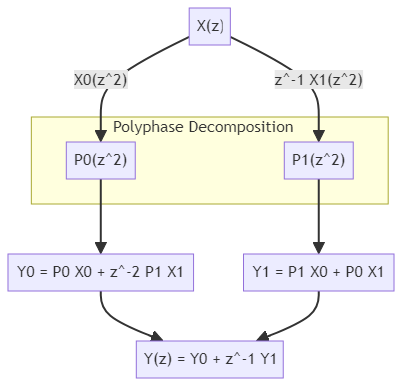 X(z)
X0(z^2)
z^-1 X1(z^2)
Polyphase Decomposition
P0(z^2)
P1(z^2)
Y0 = P0 X0 + z^-2 P1 X1
Y1 = P1 X0 + P0 X1
Y(z) = Y0 + z^-1 Y1